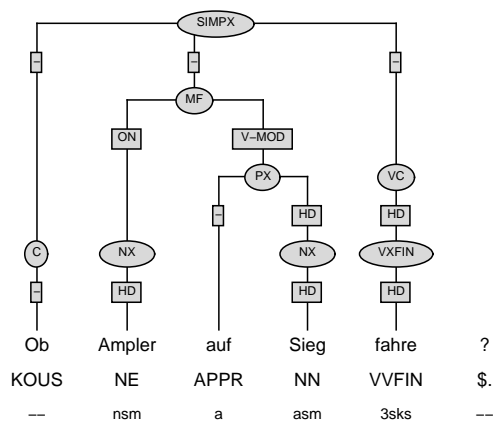 SIMPX
– – –
MF
ON V–MOD
PX VC
– HD HD
C NX NX VXFIN
– HD HD HD
Ob Ampler auf Sieg fahre ?
KOUS NE APPR NN VVFIN $.
–– nsm a asm 3sks ––